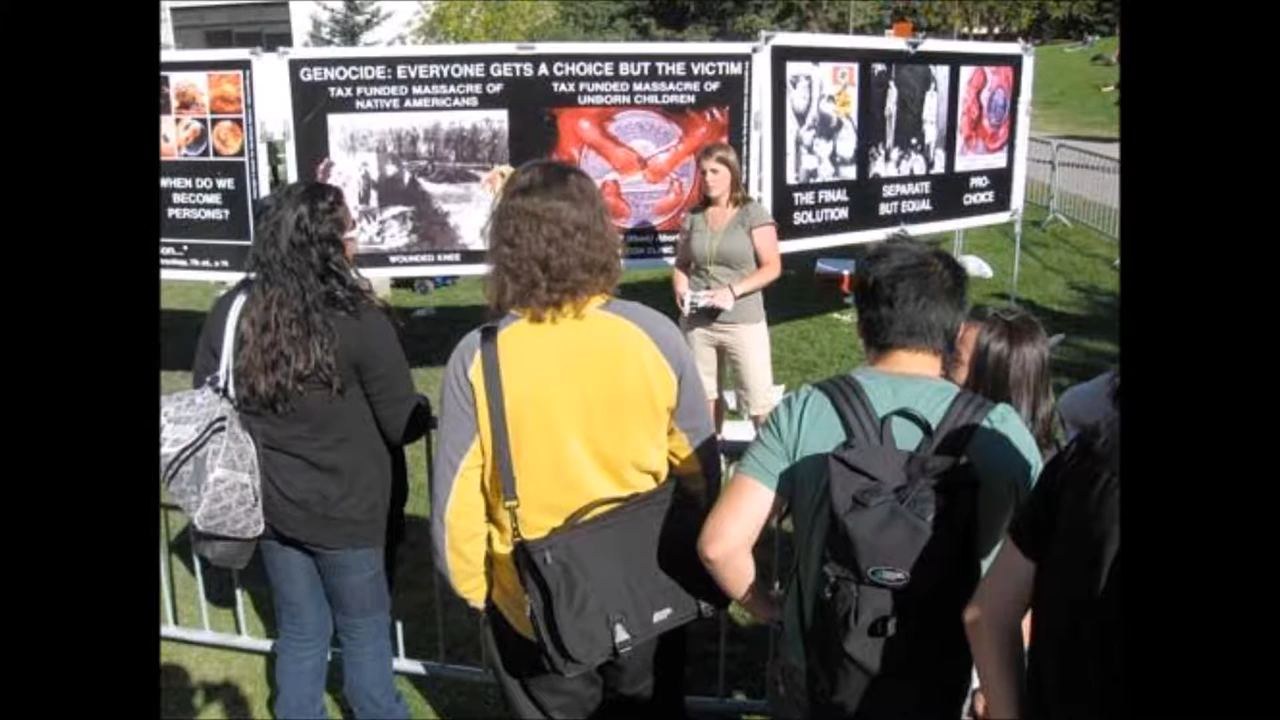 WHEN DO WE
BECOME
PERSONS?
GENOCIDE: EVERYONE GETS A CHOICE BUT THE VICTIM
TAX FUNDED MASSACRE OF
NATIVE AMERICANS
WOUNDED KNEE
TAX FUNDED MASSACRE OF
UNBORN CHILDREN
THE FINAL
SOLUTION
SEPARATE
BUT EQUAL
PRO-
CHOICE